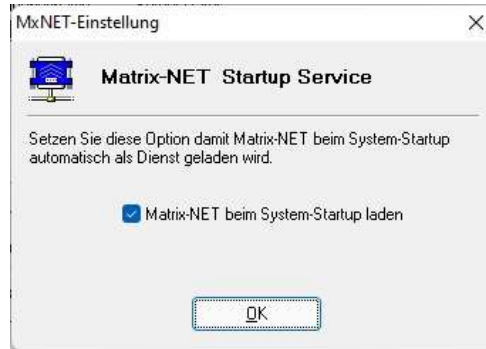 MxNET-Einstellung
Matrix-NET Startup Service
Setzen Sie diese Option damit Matrix-NET beim System-Startup
automatisch als Dienst geladen wird.
Matrix-NET beim System-Startup laden
OK